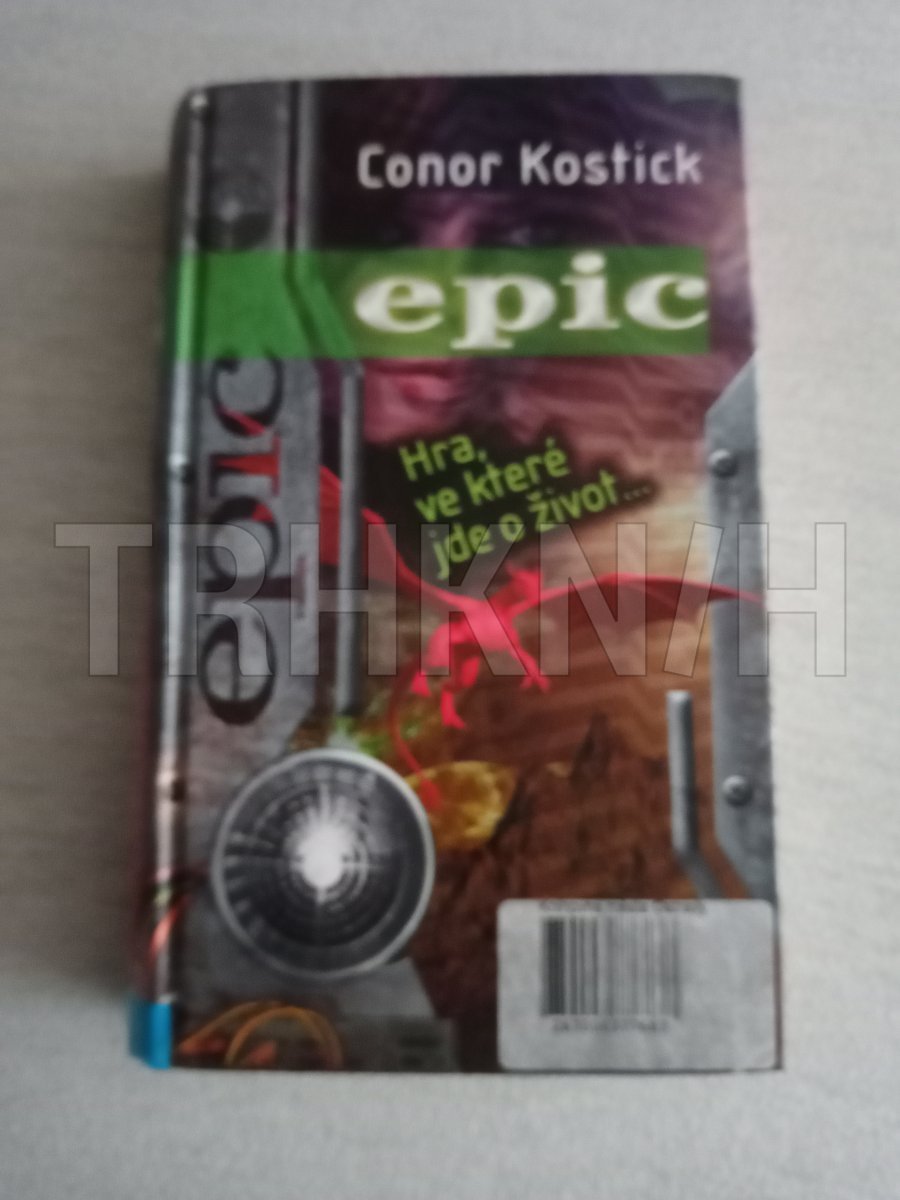 Conor Kostick
epic
epic
Hra,
ve které
jde o život...
TRHKNIH